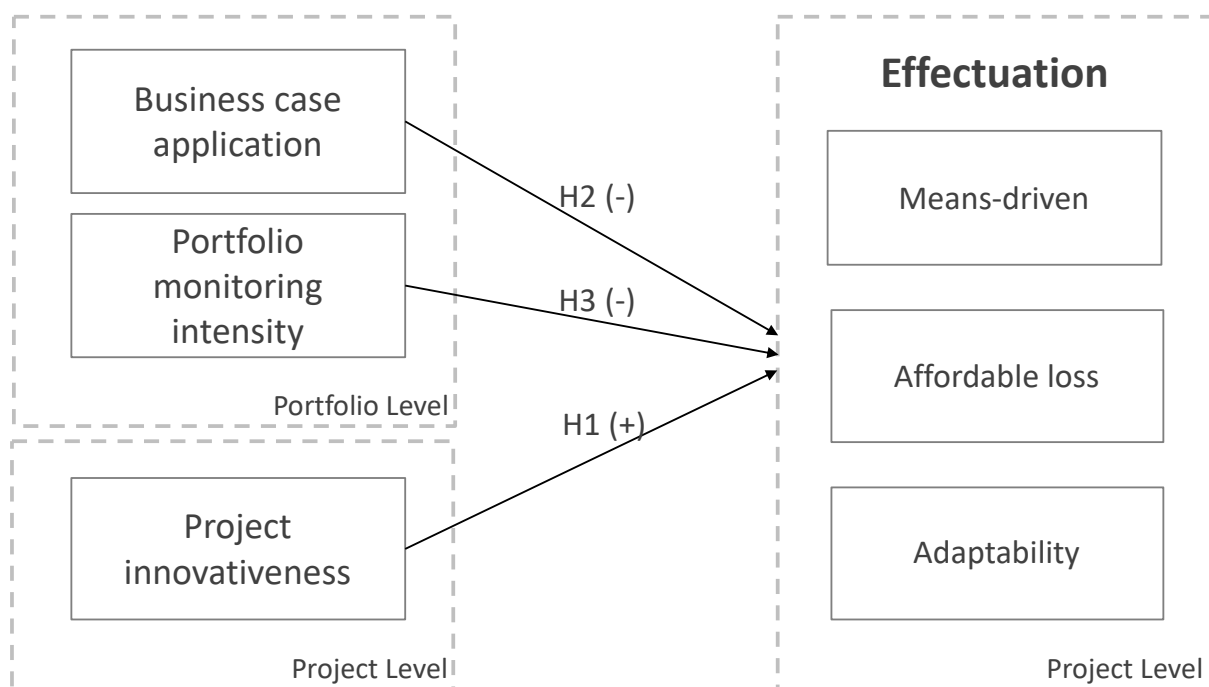 Business case
application
Portfolio
monitoring
intensity
Portfolio Level
Project
innovativeness
Project Level
H2 (-)
H3 (-)
H1 (+)
Effectuation
Means-driven
Affordable loss
Adaptability
Project Level